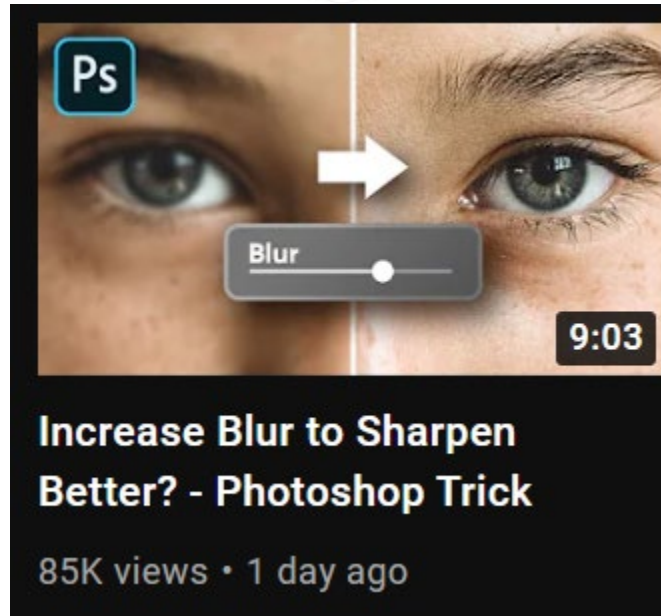 Ps
Blur
9:03
Increase Blur to Sharpen
Better? - Photoshop Trick
85K views • 1 day ago